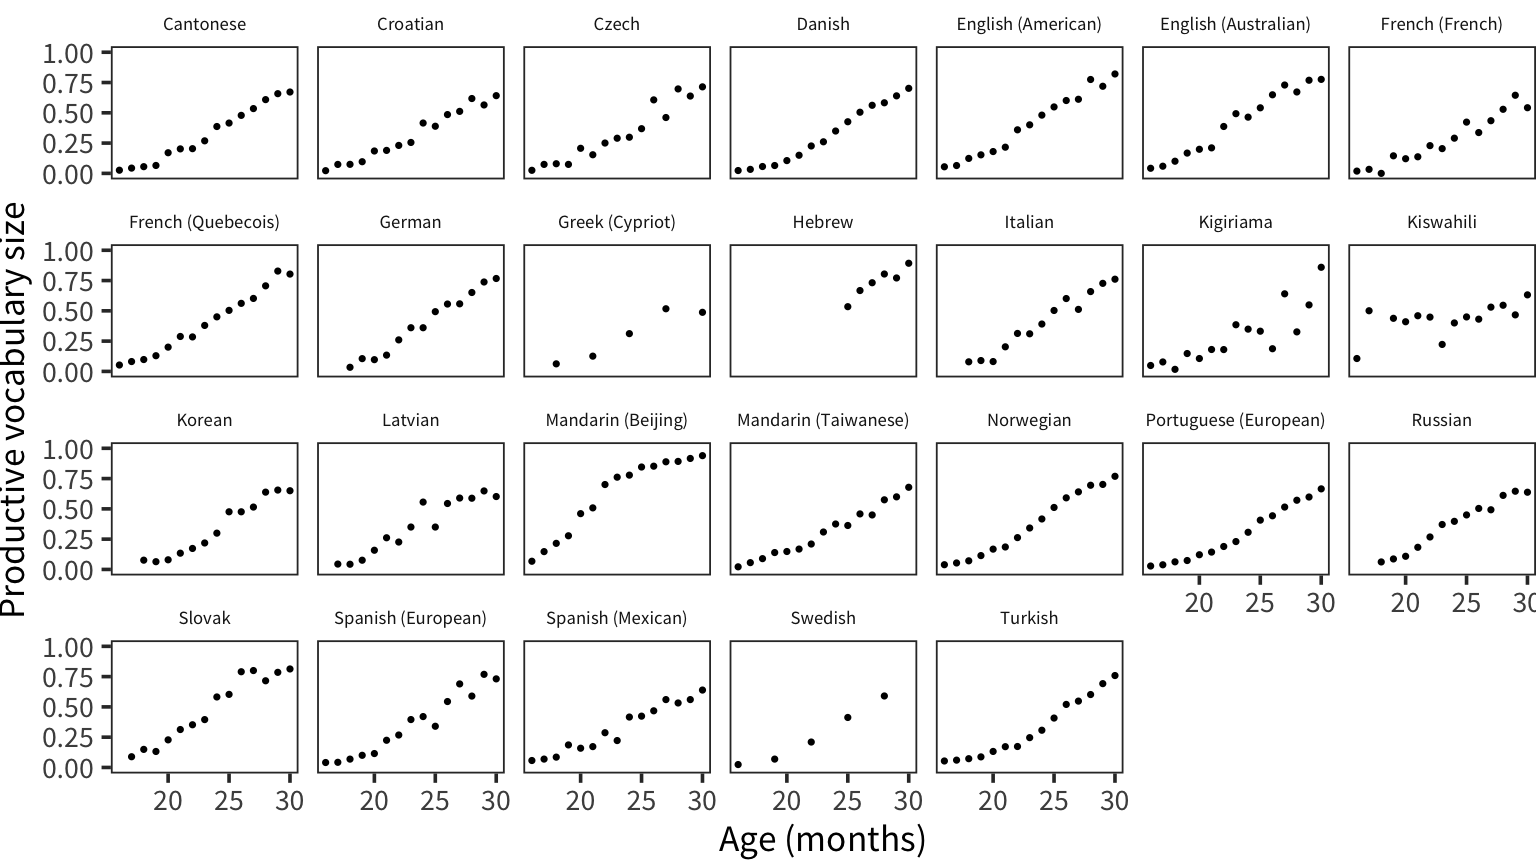 Cantonese Croatian Czech Danish English (American) English (Australian) French (French)
1.00
0.75
0.50
0.25
0.00
French (Quebecois) German Greek (Cypriot) Hebrew Italian Kigiriama Kiswahili
1.00
0.75
0.50
0.25
0.00
Productive vocabulary size
Korean Latvian Mandarin (Beijing) Mandarin (Taiwanese) Norwegian Portuguese (European) Russian
1.00
0.75
0.50
0.25
0.00
20 25 30 20 25 30
Slovak Spanish (European) Spanish (Mexican) Swedish Turkish
1.00
0.75
0.50
0.25
0.00
20 25 30 20 25 30 20 25 30 20 25 30 20 25 30
Age (months)